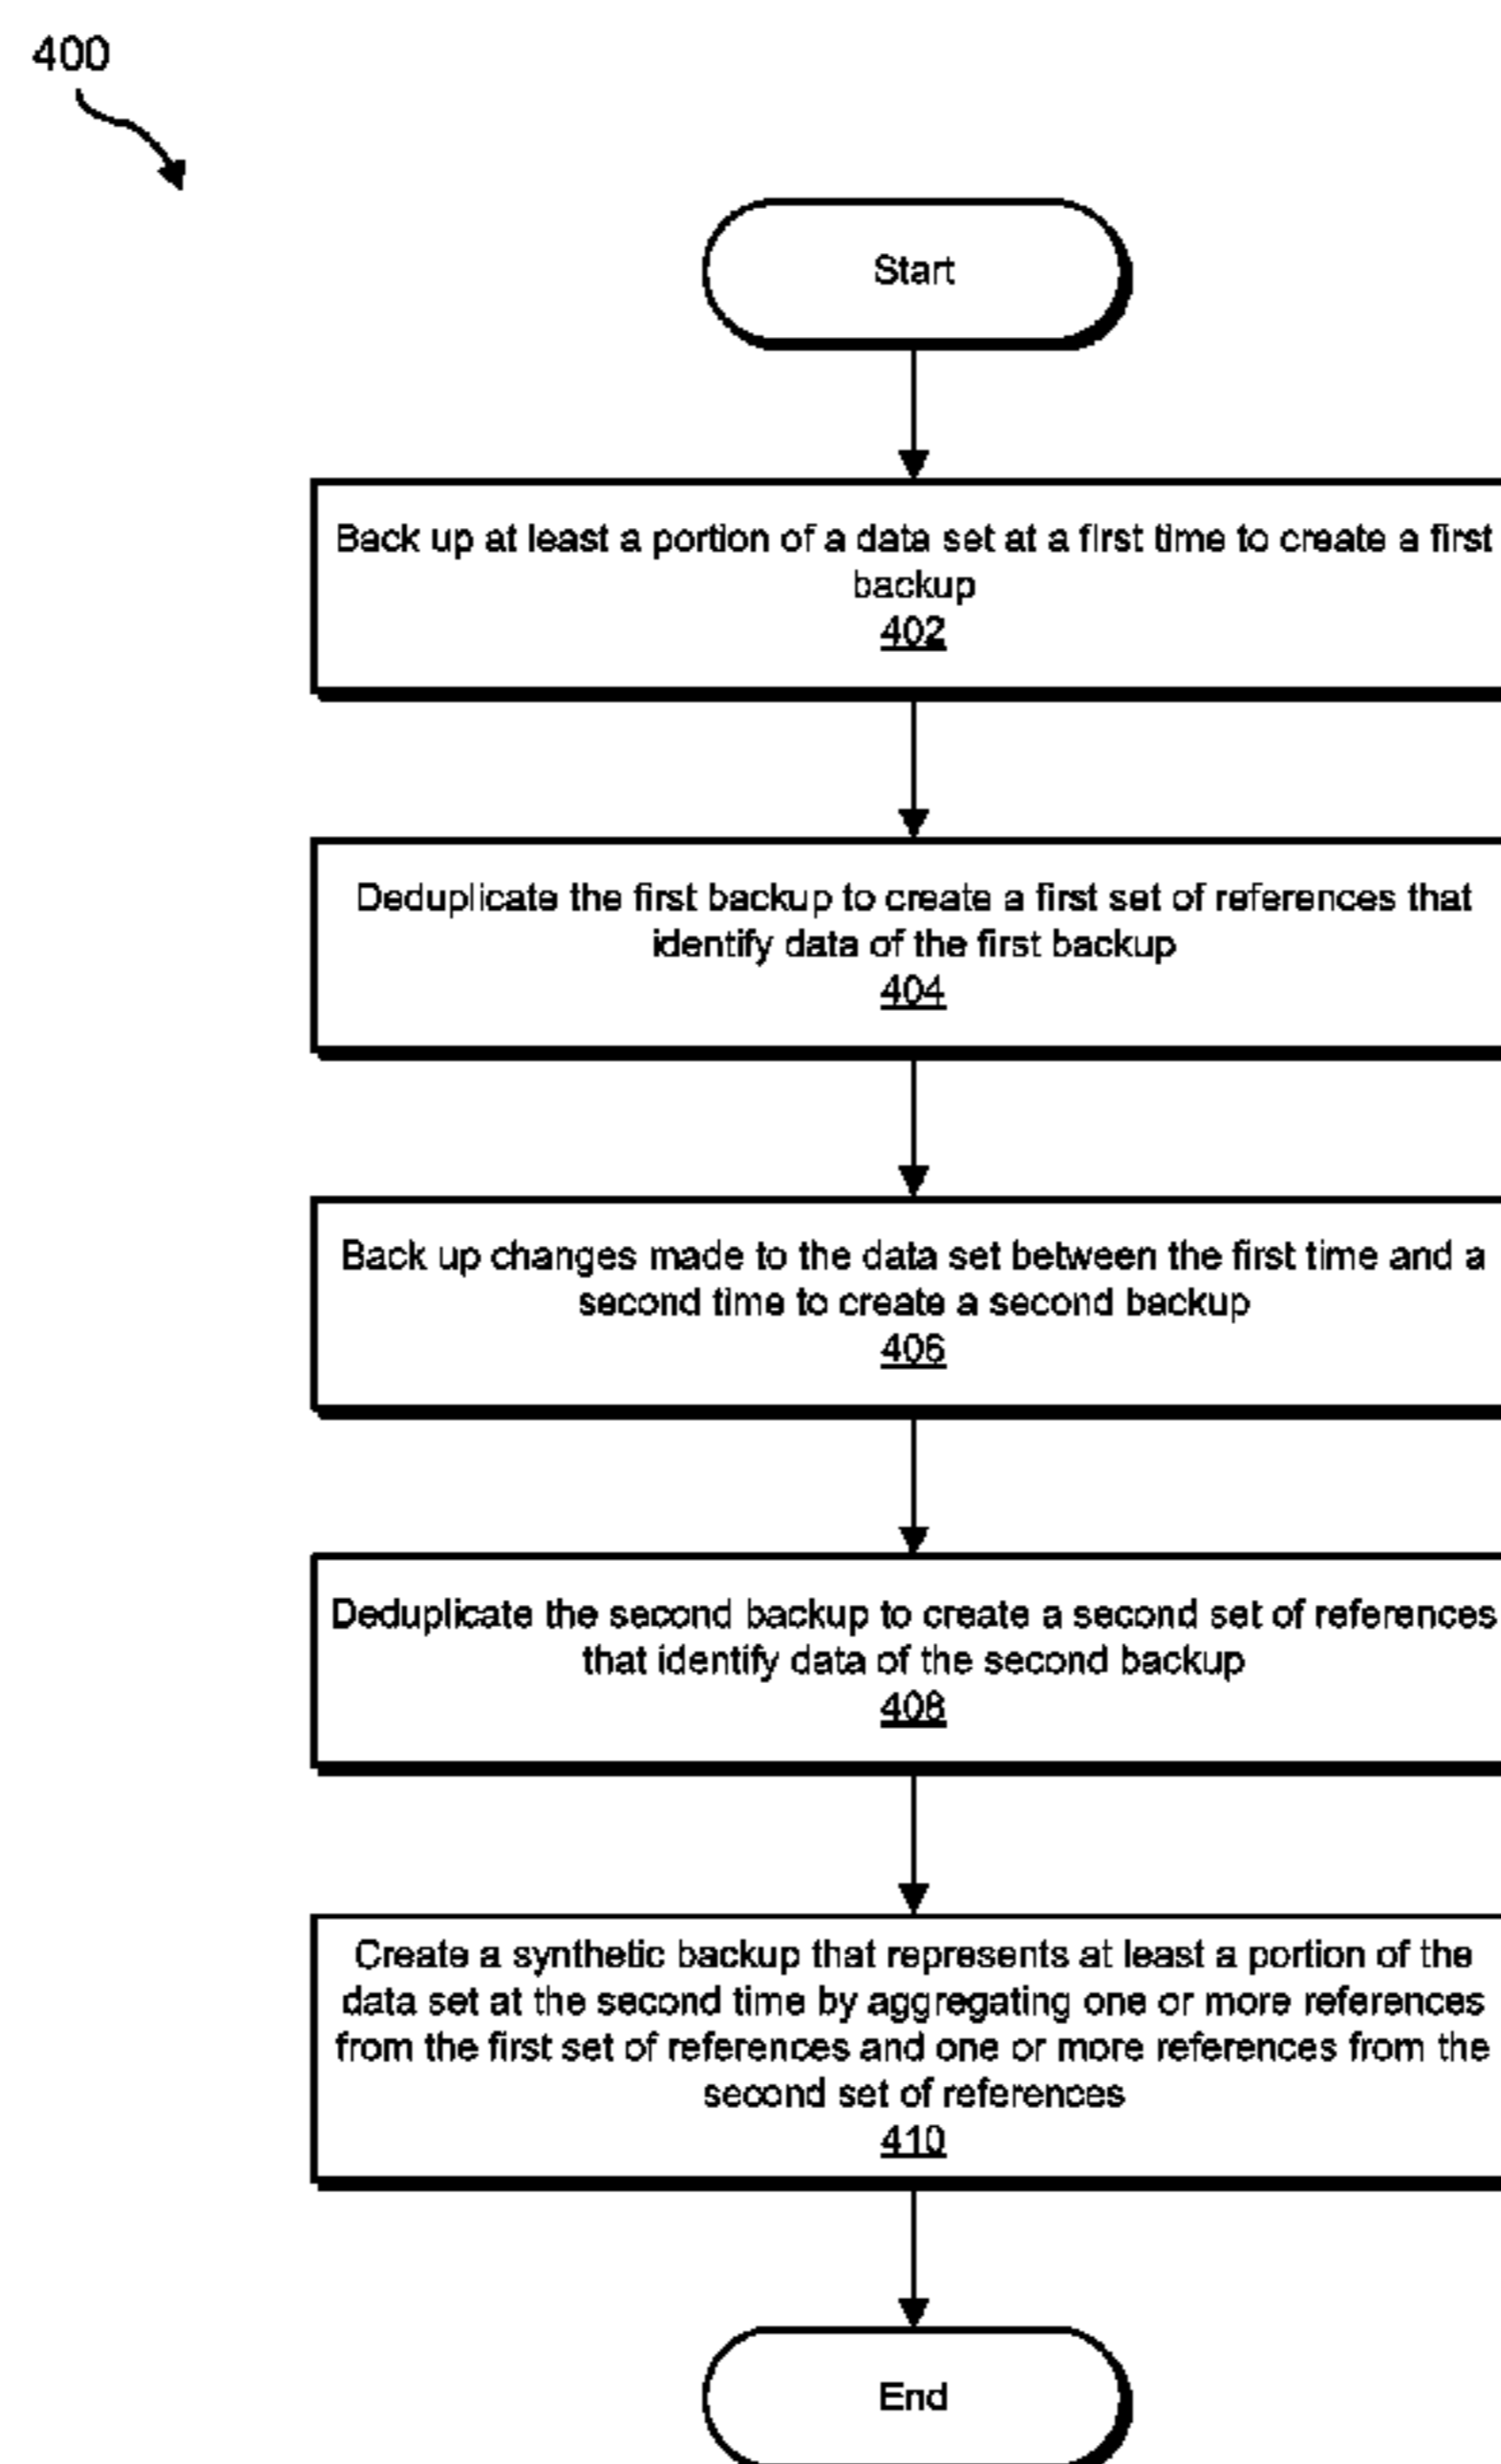 400
Start
Back up at least a portion of a data set at a first time to create a first
backup
402
Deduplicate the first backup to create a first set of references that
identify data of the first backup
404
Back up changes made to the data set between the first time and a
second time to create a second backup
406
Deduplicate the second backup to create a second set of references
that identify data of the second backup
408
Create a synthetic backup that represents at least a portion of the
data set at the second time by aggregating one or more references
from the first set of references and one or more references from the
second set of references
410
End